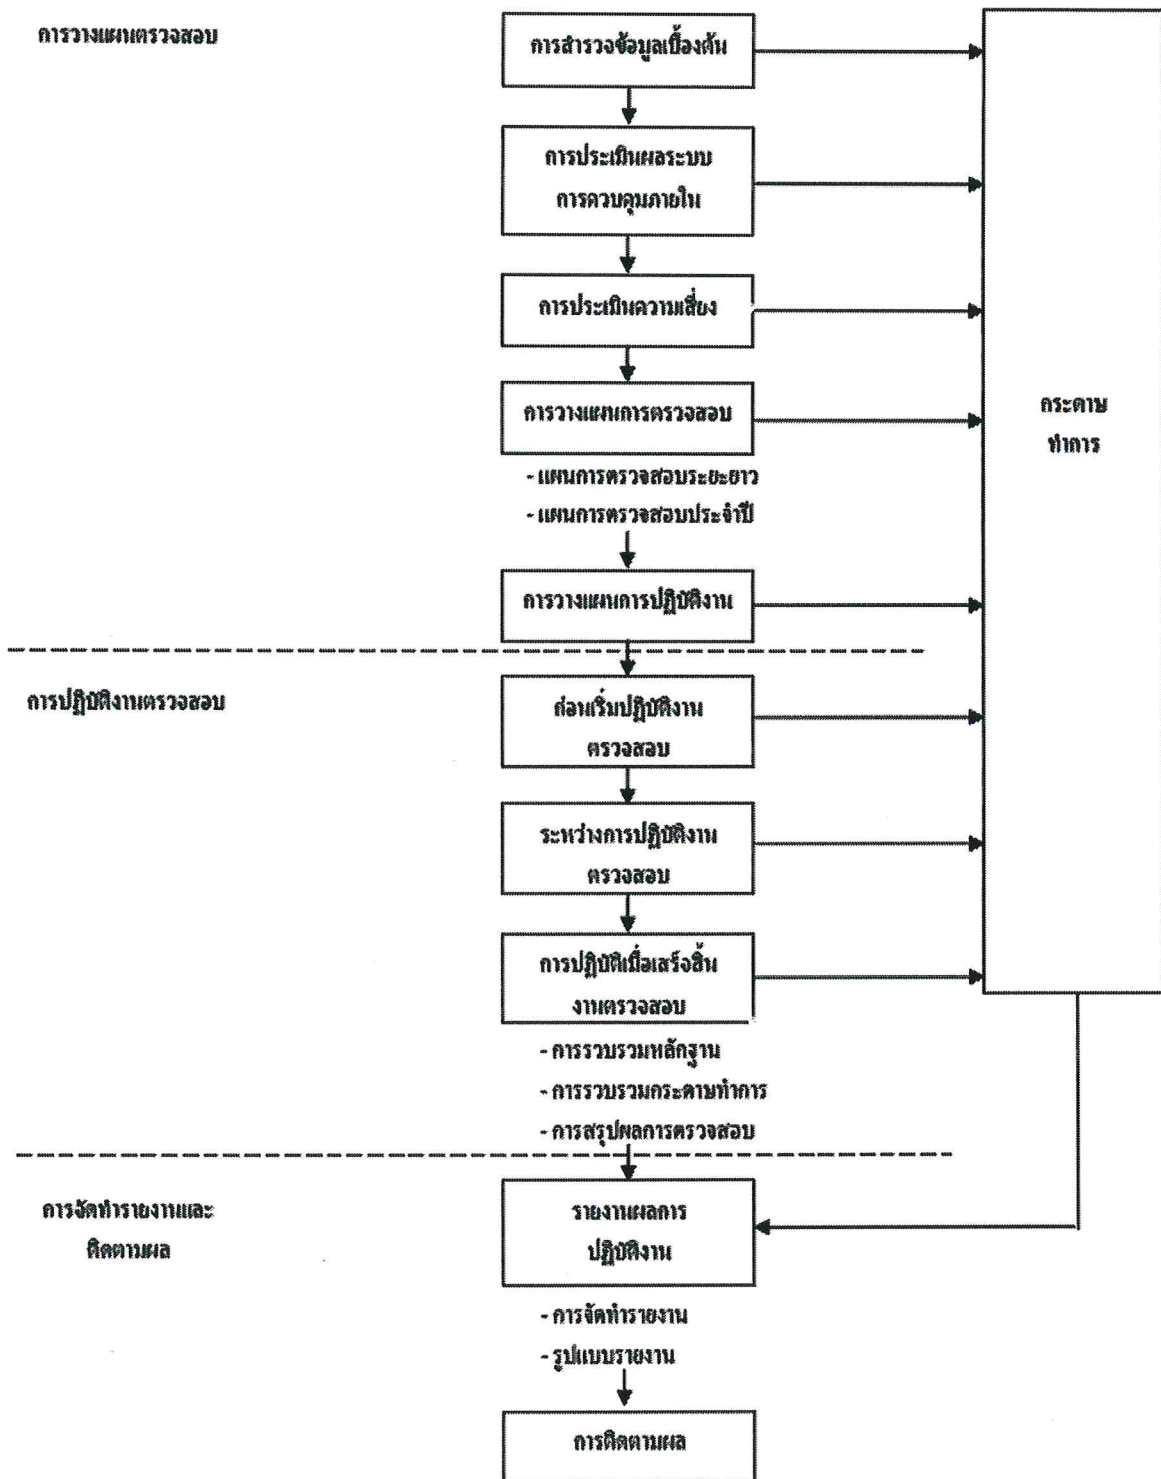 การวางแผนตรวจสอบ
การสำรวจข้อมูลเบื้องต้น
การประเมินผลระบบ
การควบคุมภายใน
การประเมินความเสี่ยง
การวางแผนการตรวจสอบ
- แผนการตรวจสอบระยะยาว
- แผนการตรวจสอบประจำปี
การวางแผนการปฏิบัติงาน
กระดาษ
ทำการ
การปฏิบัติงานตรวจสอบ
ก่อนเริ่มปฏิบัติงาน
ตรวจสอบ
ระหว่างการปฏิบัติงาน
ตรวจสอบ
การปฏิบัติเมื่อเสร็จสิ้น
งานตรวจสอบ
- การรวบรวมหลักฐาน
- การรวบรวมกระดาษทำการ
- การสรุปผลการตรวจสอบ
การจัดทำรายงานและ
ติดตามผล
รายงานผลการ
ปฏิบัติงาน
- การจัดทำรายงาน
- รูปแบบรายงาน
การติดตามผล